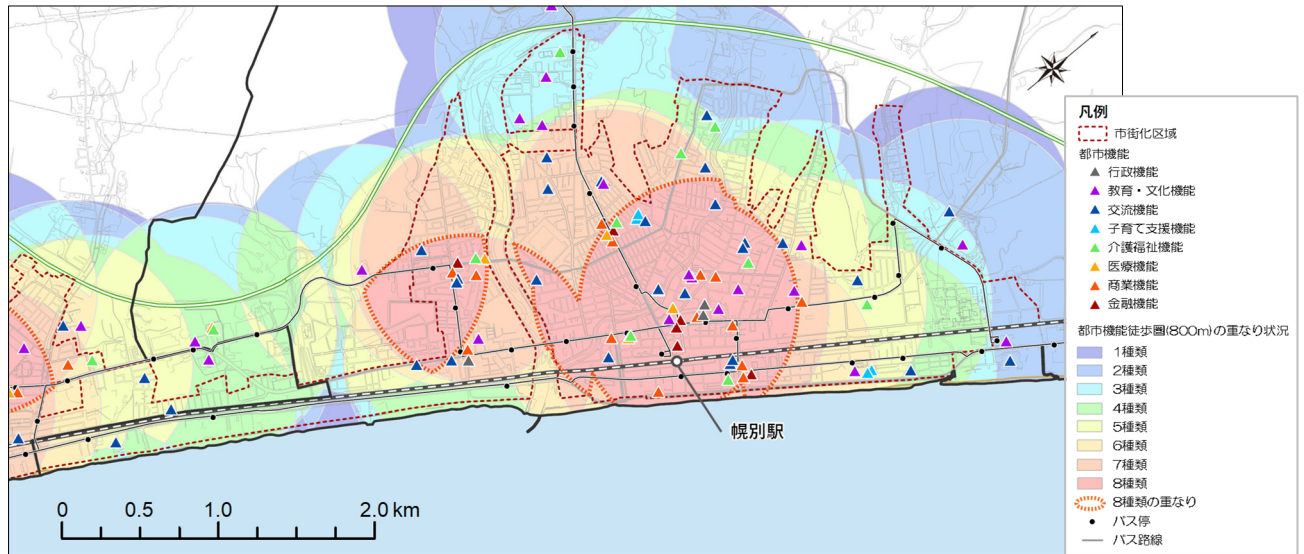 凡例
市街化区域
都市機能
行政機能
教育・文化機能
交流機能
子育て支援機能
介護福祉機能
医療機能
商業機能
金融機能
都市機能徒歩圏(800m)の重なり状況
1種類
2種類
3種類
4種類
5種類
6種類
7種類
8種類
8種類の重なり
バス停
バス路線
幌別駅
0 0.5 1.0 2.0 km